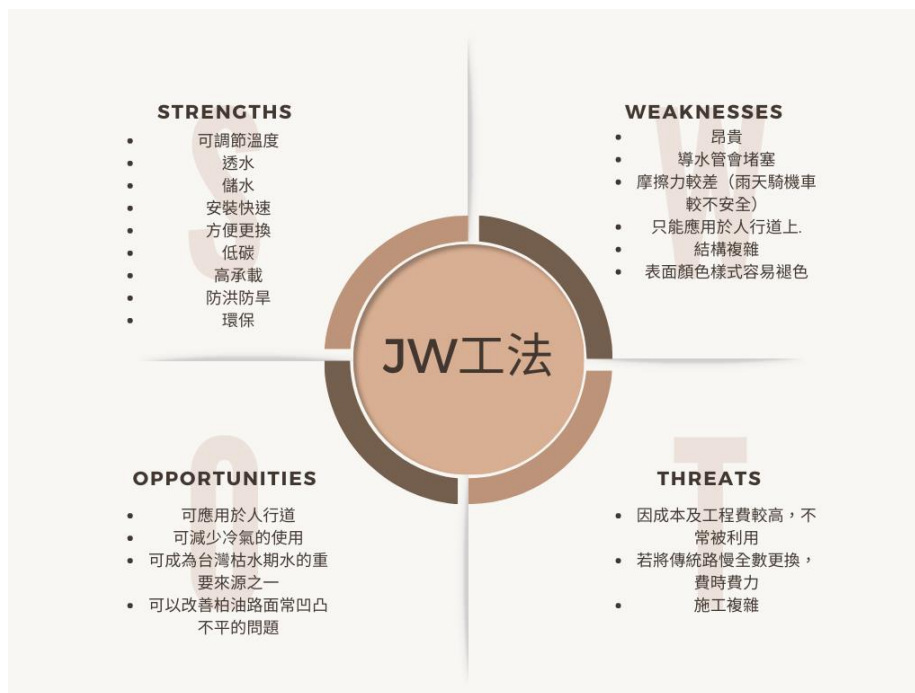 STRENGTHS
可調節溫度
透水
儲水
安裝快速
方便更換
低碳
高承載
防洪防旱
環保
WEAKNESSES
昂貴
導水管會堵塞
摩擦力較差（雨天騎機車
較不安全）
只能應用於人行道上.
結構複雜
表面顏色樣式容易褪色
JW工法
OPPORTUNITIES
可應用於人行道
可減少冷氣的使用
可成為台灣枯水期水的重
要來源之一
可以改善柏油路面常凹凸
不平的問題
THREATS
因成本及工程費較高，不
常被利用
若將傳統路慢全數更換，
費時費力
施工複雜
S
W
O
T